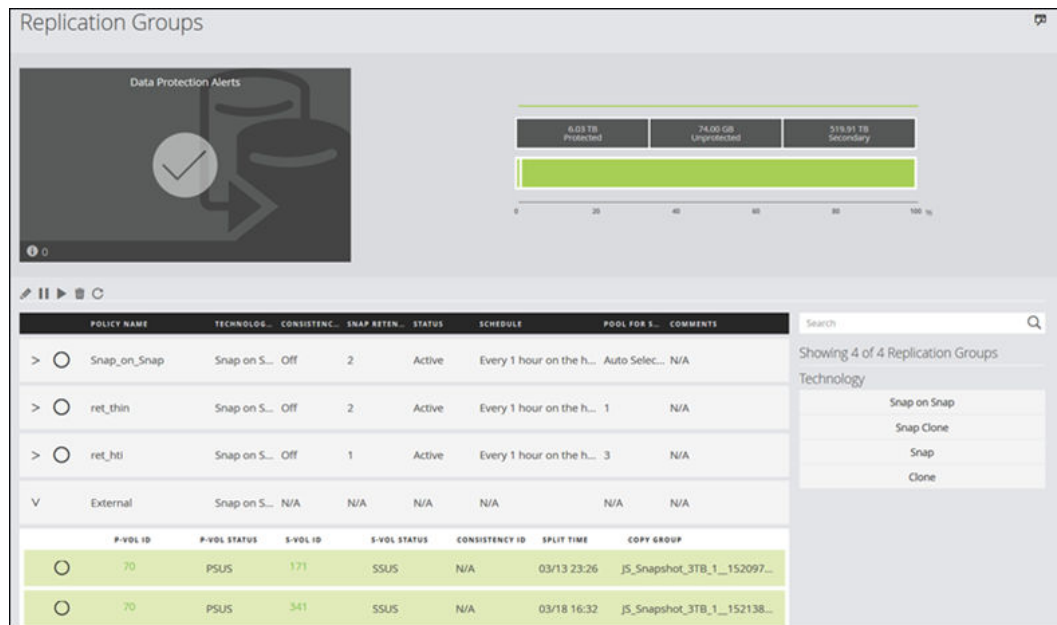 Replication Groups
Data Protection Alerts
0
6.03 TB
Protected
74.00 GB
Unprotected
519.91 TB
Secondary
0 20 40 60 80 100 %
POLICY NAME TECHNOLOG... CONSISTENC... SNAP RETEN... STATUS SCHEDULE POOL FOR S... COMMENTS
Snap_on_Snap Snap on S... Off 2 Active Every 1 hour on the h... Auto Selec... N/A
ret_thin Snap on S... Off 2 Active Every 1 hour on the h... 1 N/A
ret_hti Snap on S... Off 1 Active Every 1 hour on the h... 3 N/A
External Snap on S... N/A N/A N/A N/A N/A N/A
P-VOL ID P-VOL STATUS S-VOL ID S-VOL STATUS CONSISTENCY ID SPLIT TIME COPY GROUP
70 PSUS 171 SSUS N/A 03/13 23:26 JS_Snapshot_3TB_1__152097...
70 PSUS 341 SSUS N/A 03/18 16:32 JS_Snapshot_3TB_1__152138...
Search
Showing 4 of 4 Replication Groups
Technology
Snap on Snap
Snap Clone
Snap
Clone